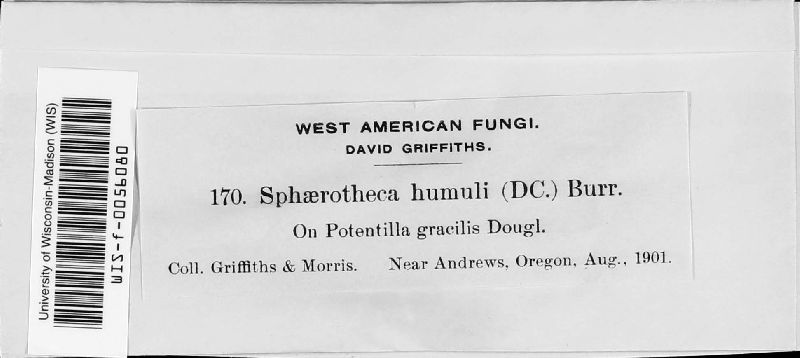 WEST AMERICAN FUNGI.
DAVID GRIFFITHS.
170. Sphærotheca humuli (DC.) Burr.
On Potentilla gracilis Dougl.
Coll. Griffiths & Morris. Near Andrews, Oregon, Aug., 1901.
University of Wisconsin-Madison (WIS)
WIS-f-0056080